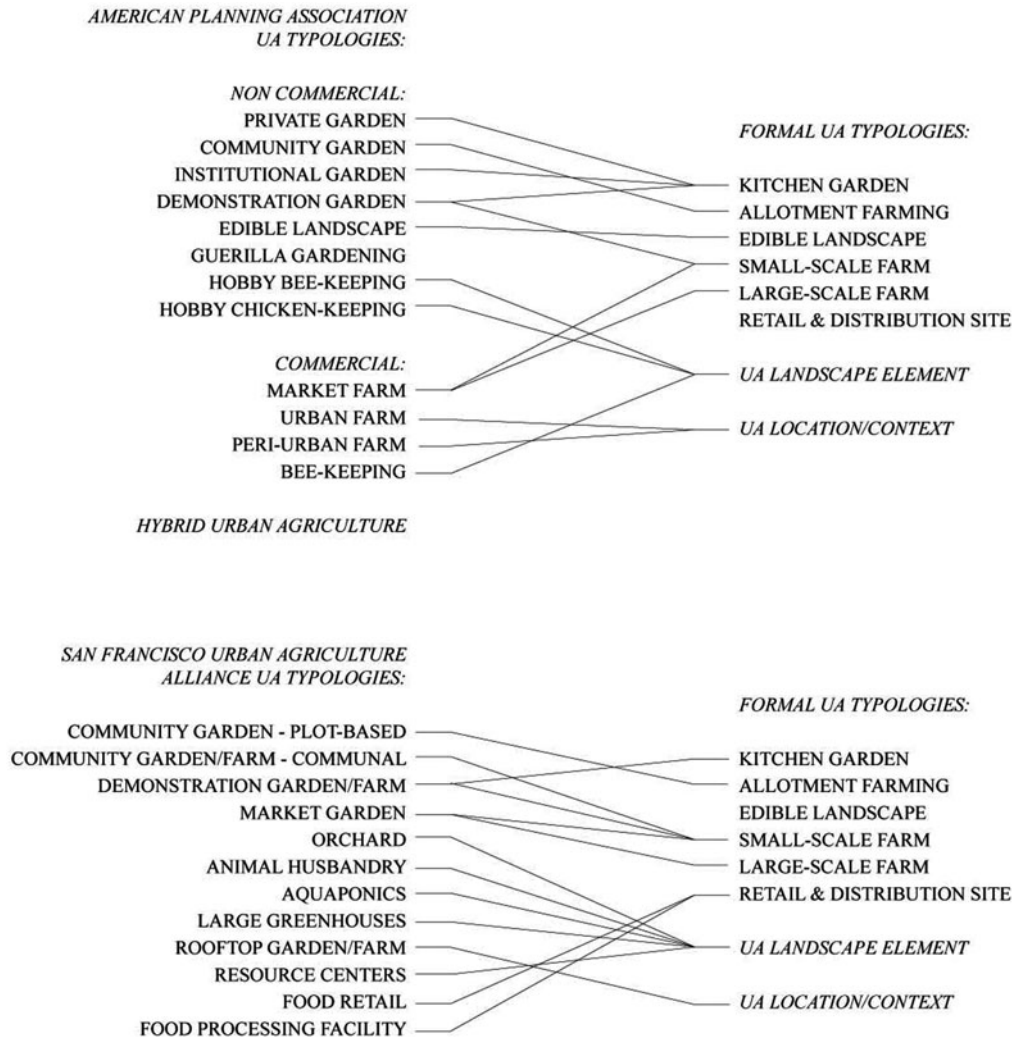 AMERICAN PLANNING ASSOCIATION
UA TYPOLOGIES:
NON COMMERCIAL:
PRIVATE GARDEN
COMMUNITY GARDEN
INSTITUTIONAL GARDEN
DEMONSTRATION GARDEN
EDIBLE LANDSCAPE
GUERILLA GARDENING
HOBBY BEE-KEEPING
HOBBY CHICKEN-KEEPING
COMMERCIAL:
MARKET FARM
URBAN FARM
PERI-URBAN FARM
BEE-KEEPING
HYBRID URBAN AGRICULTURE
FORMAL UA TYPOLOGIES:
KITCHEN GARDEN
ALLOTMENT FARMING
EDIBLE LANDSCAPE
SMALL-SCALE FARM
LARGE-SCALE FARM
RETAIL & DISTRIBUTION SITE
UA LANDSCAPE ELEMENT
UA LOCATION/CONTEXT
SAN FRANCISCO URBAN AGRICULTURE
ALLIANCE UA TYPOLOGIES:
COMMUNITY GARDEN - PLOT-BASED
COMMUNITY GARDEN/FARM - COMMUNAL
DEMONSTRATION GARDEN/FARM
MARKET GARDEN
ORCHARD
ANIMAL HUSBANDRY
AQUAPONICS
LARGE GREENHOUSES
ROOFTOP GARDEN/FARM
RESOURCE CENTERS
FOOD RETAIL
FOOD PROCESSING FACILITY
FORMAL UA TYPOLOGIES:
KITCHEN GARDEN
ALLOTMENT FARMING
EDIBLE LANDSCAPE
SMALL-SCALE FARM
LARGE-SCALE FARM
RETAIL & DISTRIBUTION SITE
UA LANDSCAPE ELEMENT
UA LOCATION/CONTEXT